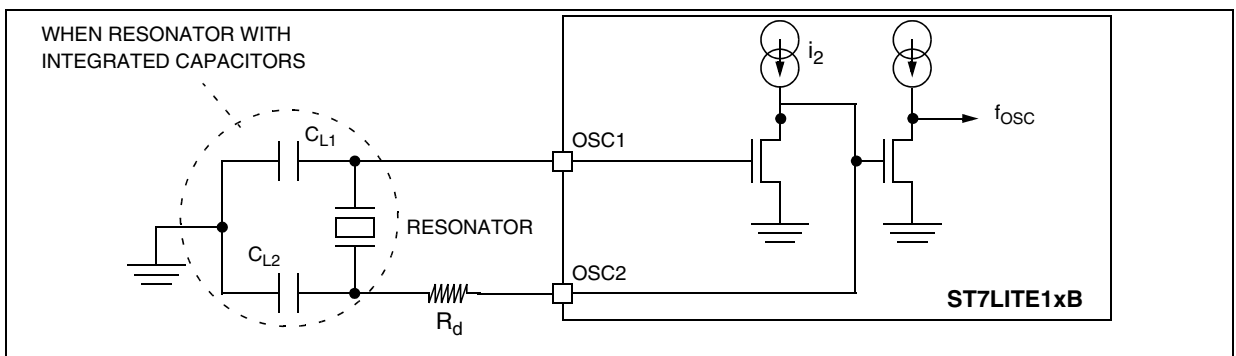 WHEN RESONATOR WITH
INTEGRATED CAPACITORS
i2
fOSC
CL1
OSC1
RESONATOR
CL2
OSC2
Rd
ST7LITE1xB